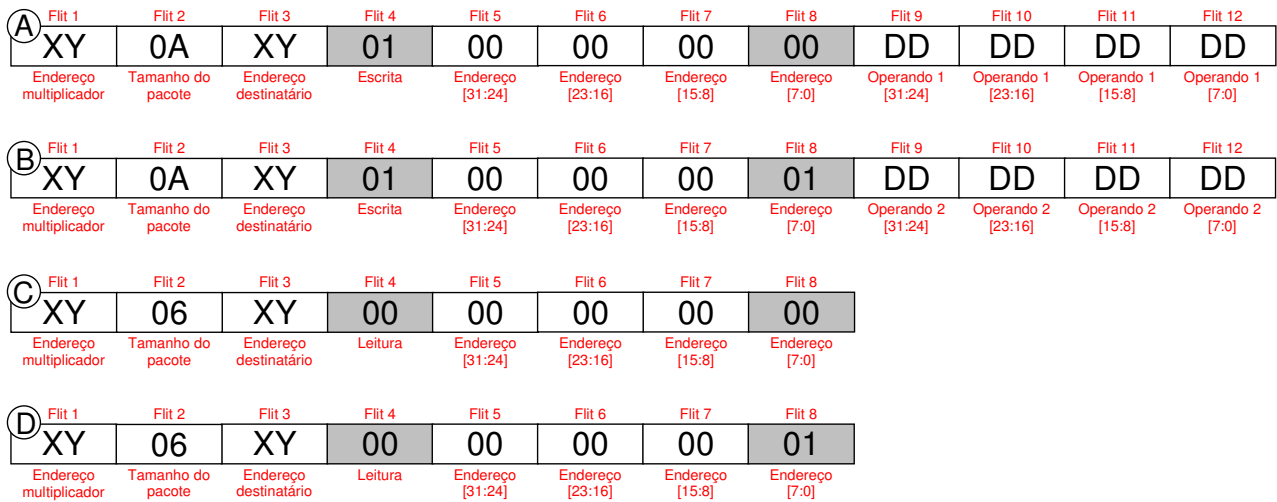 A
Flit 1 Flit 2 Flit 3 Flit 4 Flit 5 Flit 6 Flit 7 Flit 8 Flit 9 Flit 10 Flit 11 Flit 12
XY 0A XY 01 00 00 00 00 DD DD DD DD
Endereço Tamanho do Endereço Escrita Endereço Endereço Endereço Endereço Operando 1 Operando 1 Operando 1 Operando 1
multiplicador pacote destinatário [31:24] [23:16] [15:8] [7:0] [31:24] [23:16] [15:8] [7:0]
B
Flit 1 Flit 2 Flit 3 Flit 4 Flit 5 Flit 6 Flit 7 Flit 8 Flit 9 Flit 10 Flit 11 Flit 12
XY 0A XY 01 00 00 00 01 DD DD DD DD
Endereço Tamanho do Endereço Escrita Endereço Endereço Endereço Endereço Operando 2 Operando 2 Operando 2 Operando 2
multiplicador pacote destinatário [31:24] [23:16] [15:8] [7:0] [31:24] [23:16] [15:8] [7:0]
C
Flit 1 Flit 2 Flit 3 Flit 4 Flit 5 Flit 6 Flit 7 Flit 8
XY 06 XY 00 00 00 00 00
Endereço Tamanho do Endereço Leitura Endereço Endereço Endereço Endereço
multiplicador pacote destinatário [31:24] [23:16] [15:8] [7:0]
D
Flit 1 Flit 2 Flit 3 Flit 4 Flit 5 Flit 6 Flit 7 Flit 8
XY 06 XY 00 00 00 00 01
Endereço Tamanho do Endereço Leitura Endereço Endereço Endereço Endereço
multiplicador pacote destinatário [31:24] [23:16] [15:8] [7:0]